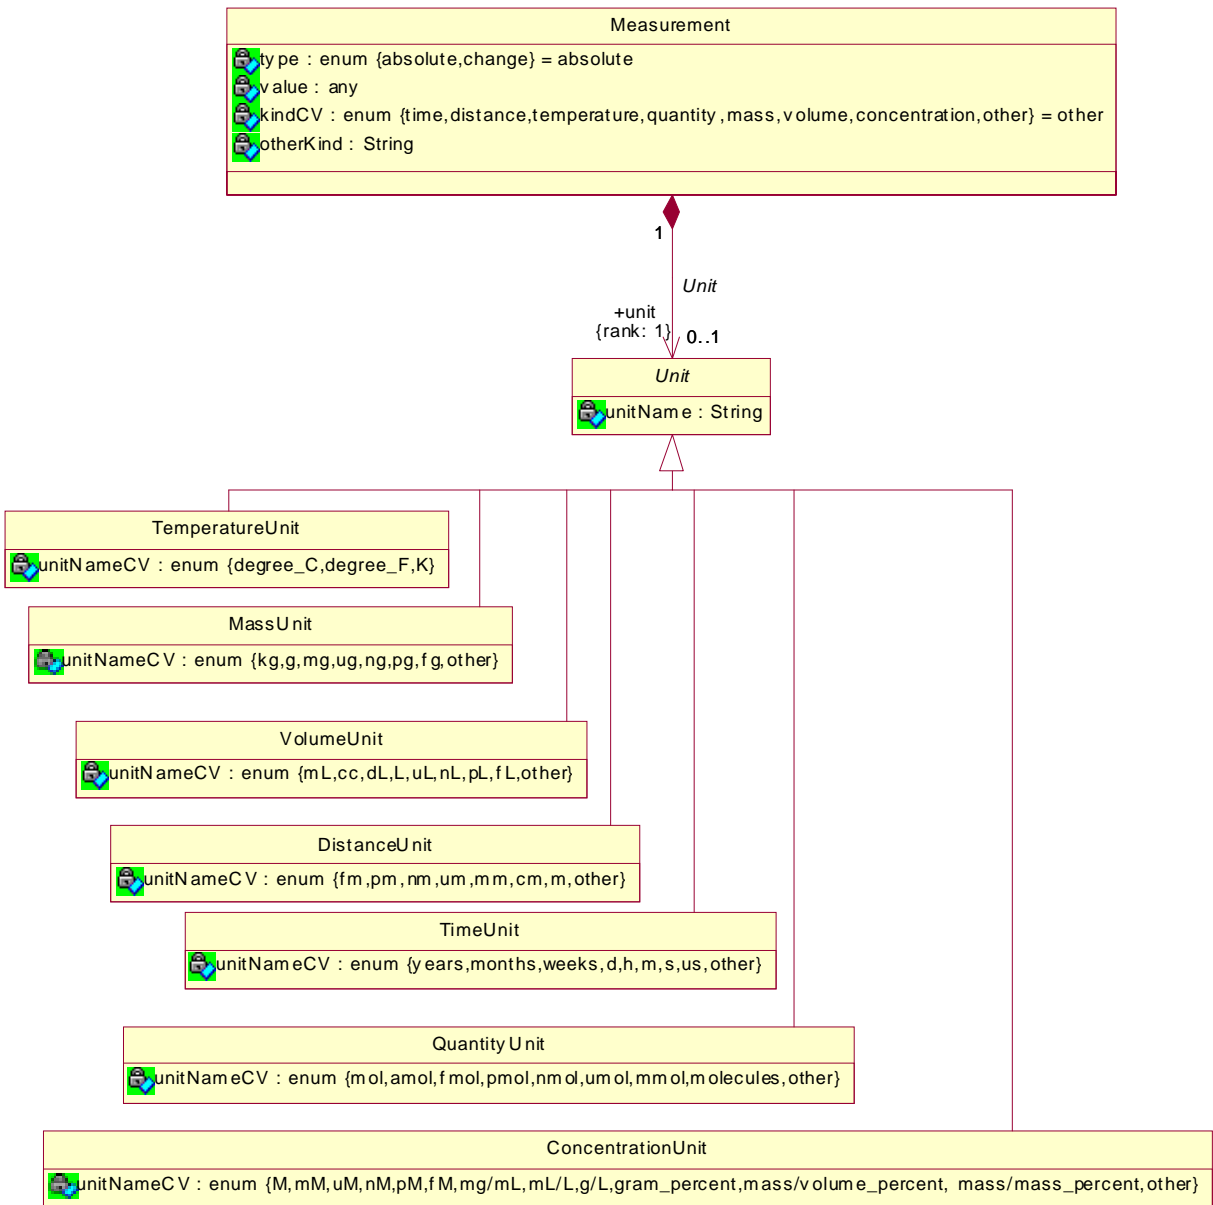 Measurement
type : enum {absolute,change} = absolute
value : any
kindCV : enum {time,distance,temperature,quantity,mass,volume,concentration,other} = other
otherKind : String
1
Unit
+unit
{rank: 1}
0..1
Unit
unitName : String
TemperatureUnit
unitNameCV : enum {degree_C,degree_F,K}
MassUnit
unitNameCV : enum {kg,g,mg,ug,ng,pg,fg,other}
VolumeUnit
unitNameCV : enum {mL,cc,dL,L,uL,nL,pL,fL,other}
DistanceUnit
unitNameCV : enum {fm,pm,nm,um,mm,cm,m,other}
TimeUnit
unitNameCV : enum {years,months,weeks,d,h,m,s,us,other}
QuantityUnit
unitNameCV : enum {mol,amol,fmol,pmol,nmol,umol,mmol,molecules,other}
ConcentrationUnit
unitNameCV : enum {M,mM,uM,nM,pM,fM,mg/mL,mL/L,g/L,gram_percent,mass/volume_percent, mass/mass_percent,other}